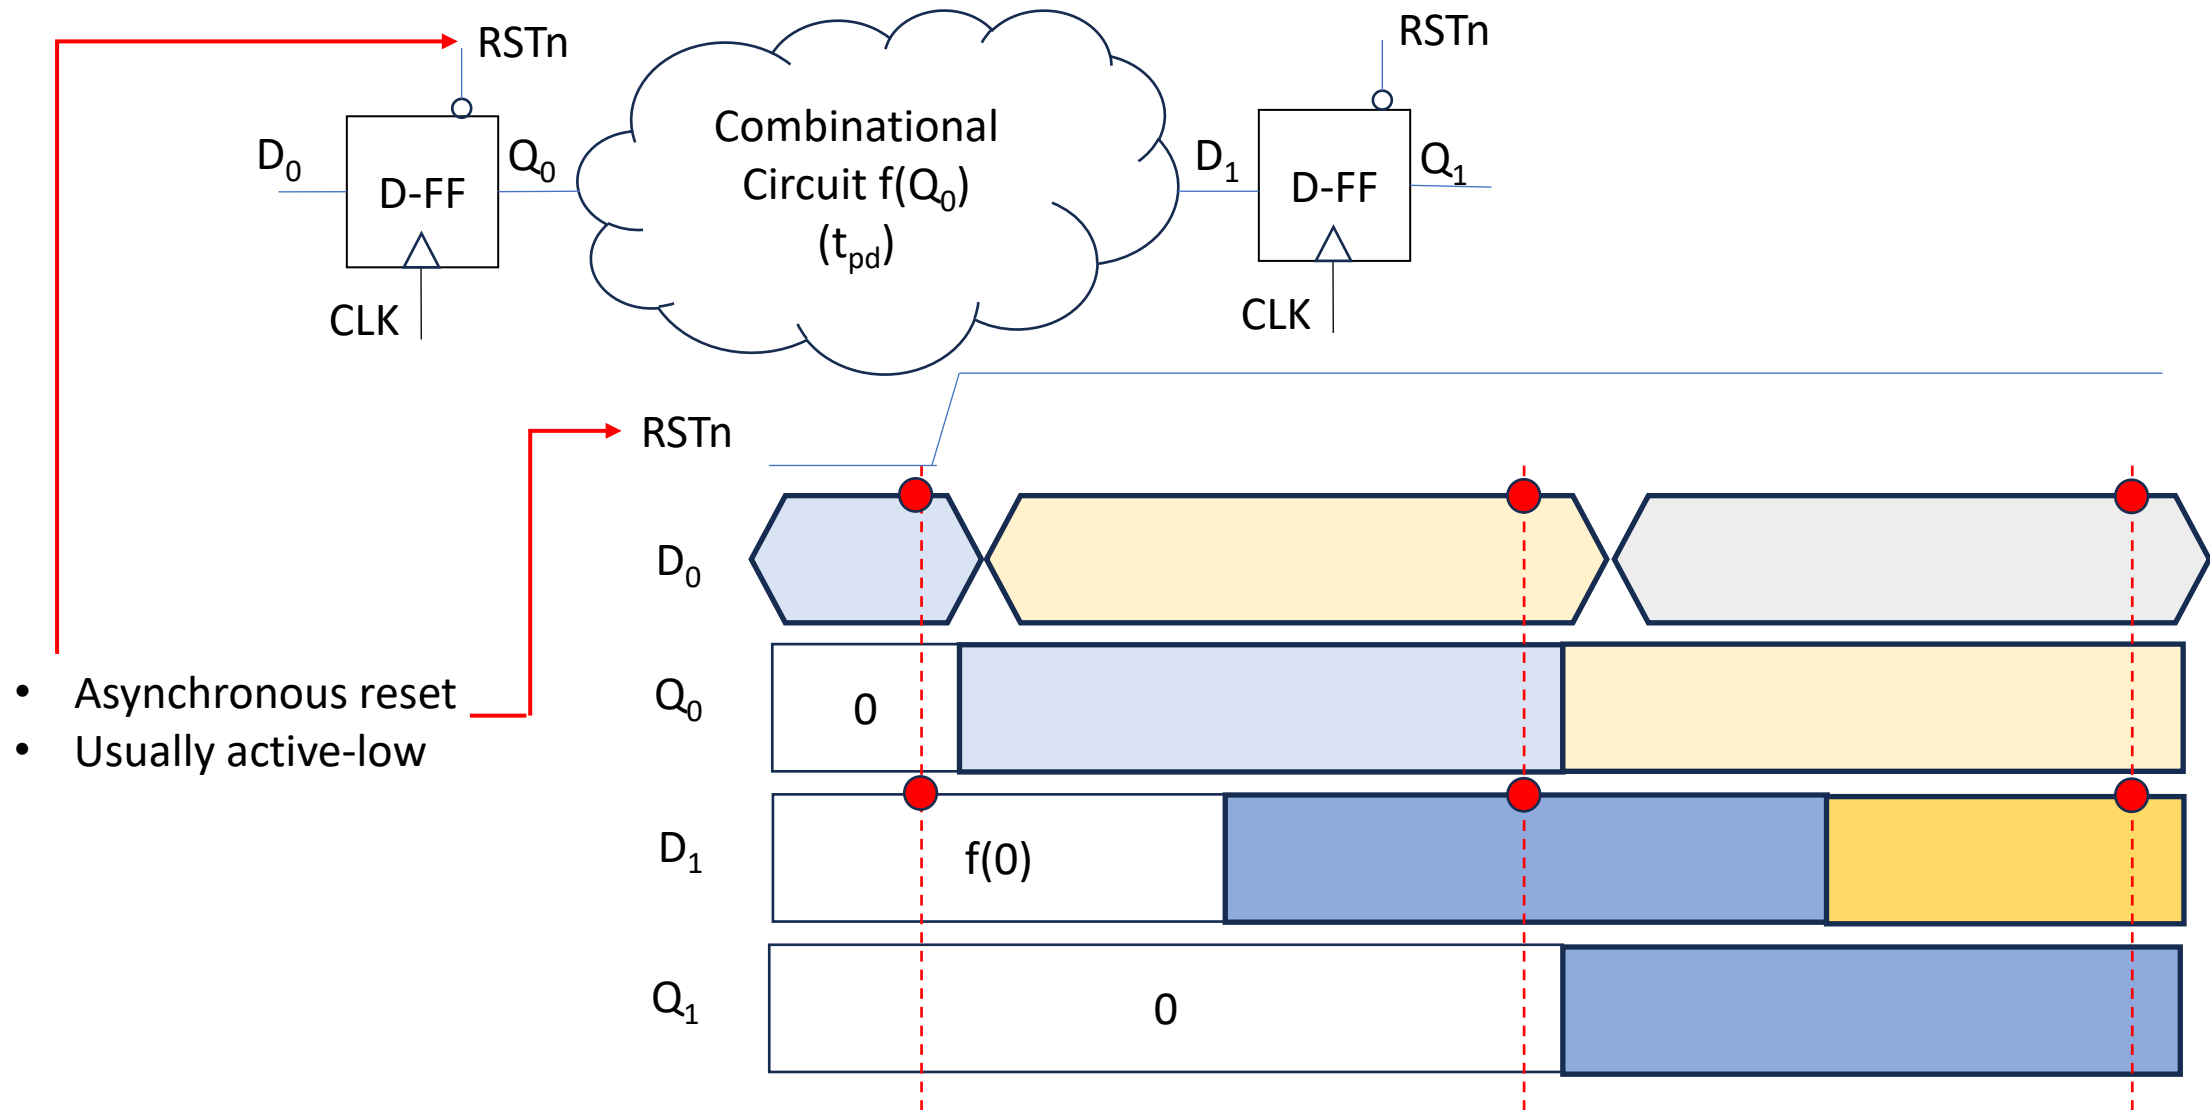 RSTn
RSTn
D₀
D-FF
Q₀
Combinational
Circuit f(Q₀)
(tpd)
D₁
D-FF
Q₁
CLK
CLK
RSTn
D₀
• Asynchronous reset
• Usually active-low
Q₀
0
D₁
f(0)
Q₁
0